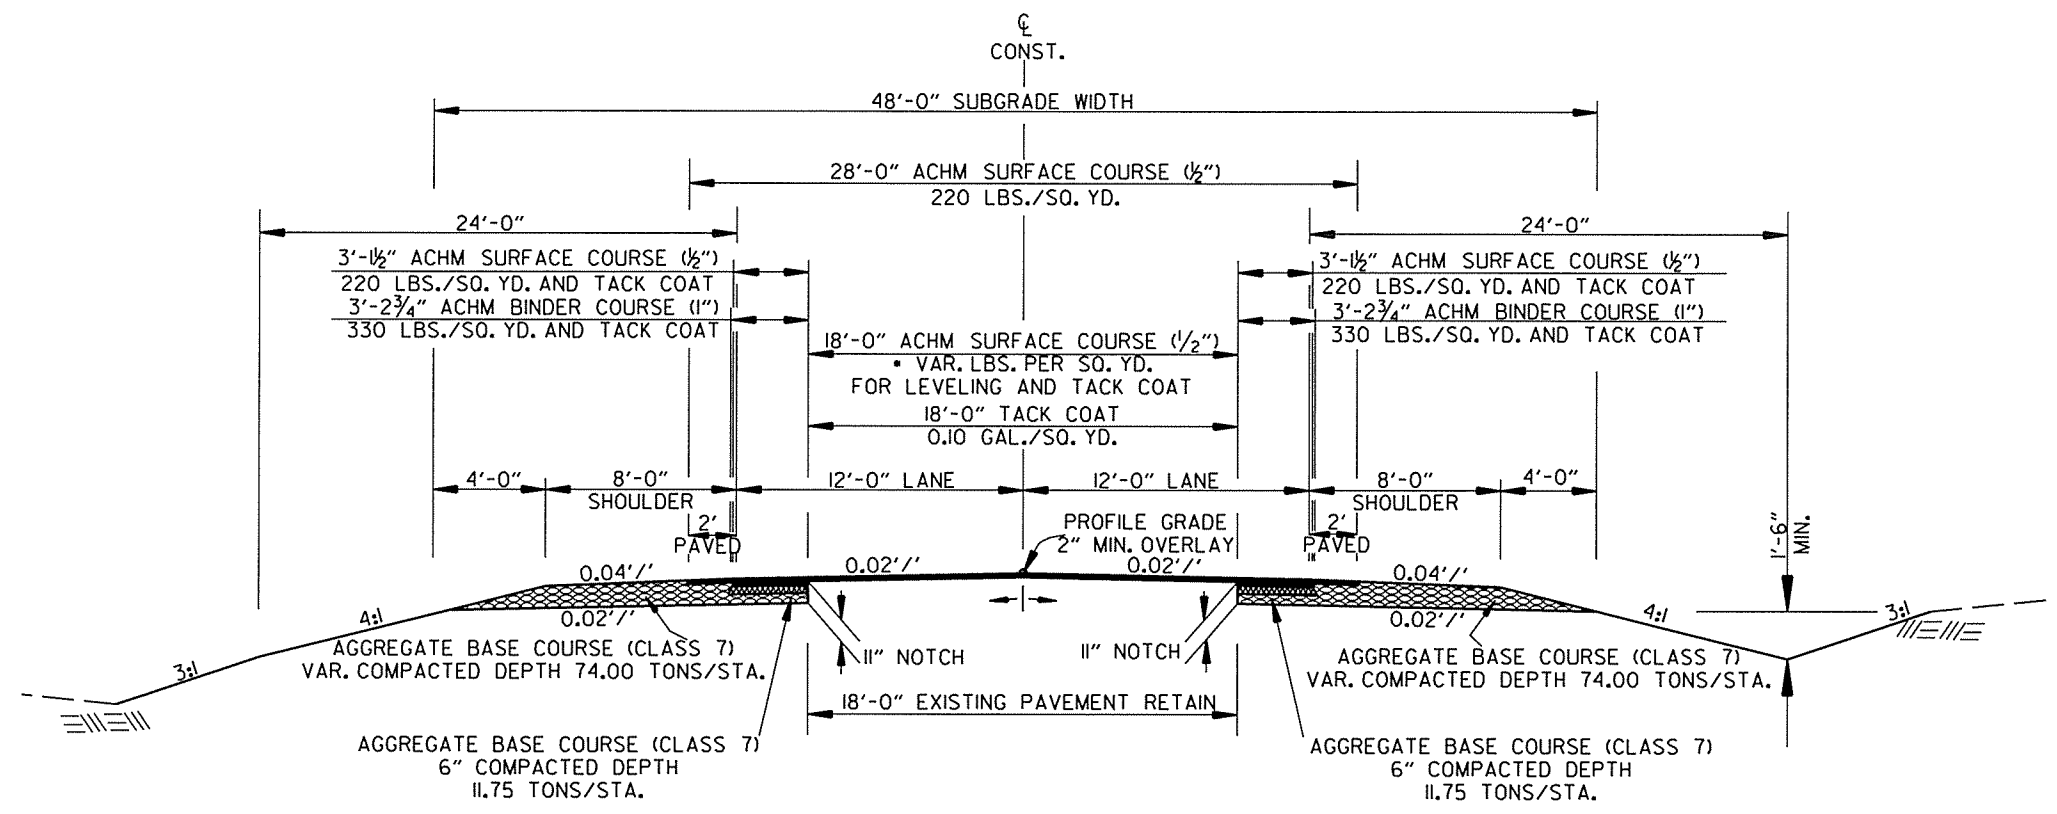 ℄
CONST.
48'-0" SUBGRADE WIDTH
28'-0" ACHM SURFACE COURSE (½")
220 LBS./SQ. YD.
24'-0"
24'-0"
3'-1½" ACHM SURFACE COURSE (½")
220 LBS./SQ. YD. AND TACK COAT
3'-2¾" ACHM BINDER COURSE (1")
330 LBS./SQ. YD. AND TACK COAT
3'-1½" ACHM SURFACE COURSE (½")
220 LBS./SQ. YD. AND TACK COAT
3'-2¾" ACHM BINDER COURSE (1")
330 LBS./SQ. YD. AND TACK COAT
18'-0" ACHM SURFACE COURSE (1/2")
* VAR. LBS. PER SQ. YD.
FOR LEVELING AND TACK COAT
18'-0" TACK COAT
0.10 GAL./SQ. YD.
4'-0"
8'-0"
SHOULDER
12'-0" LANE
12'-0" LANE
8'-0"
SHOULDER
4'-0"
2'
PAVED
PROFILE GRADE
2" MIN. OVERLAY
2'
PAVED
1'-6"
MIN.
0.04'/'
0.02'/'
0.02'/'
0.04'/'
3:1
4:1
0.02'/'
0.02'/'
4:1
3:1
AGGREGATE BASE COURSE (CLASS 7)
VAR. COMPACTED DEPTH 74.00 TONS/STA.
11" NOTCH
11" NOTCH
AGGREGATE BASE COURSE (CLASS 7)
VAR. COMPACTED DEPTH 74.00 TONS/STA.
18'-0" EXISTING PAVEMENT RETAIN
AGGREGATE BASE COURSE (CLASS 7)
6" COMPACTED DEPTH
11.75 TONS/STA.
AGGREGATE BASE COURSE (CLASS 7)
6" COMPACTED DEPTH
11.75 TONS/STA.